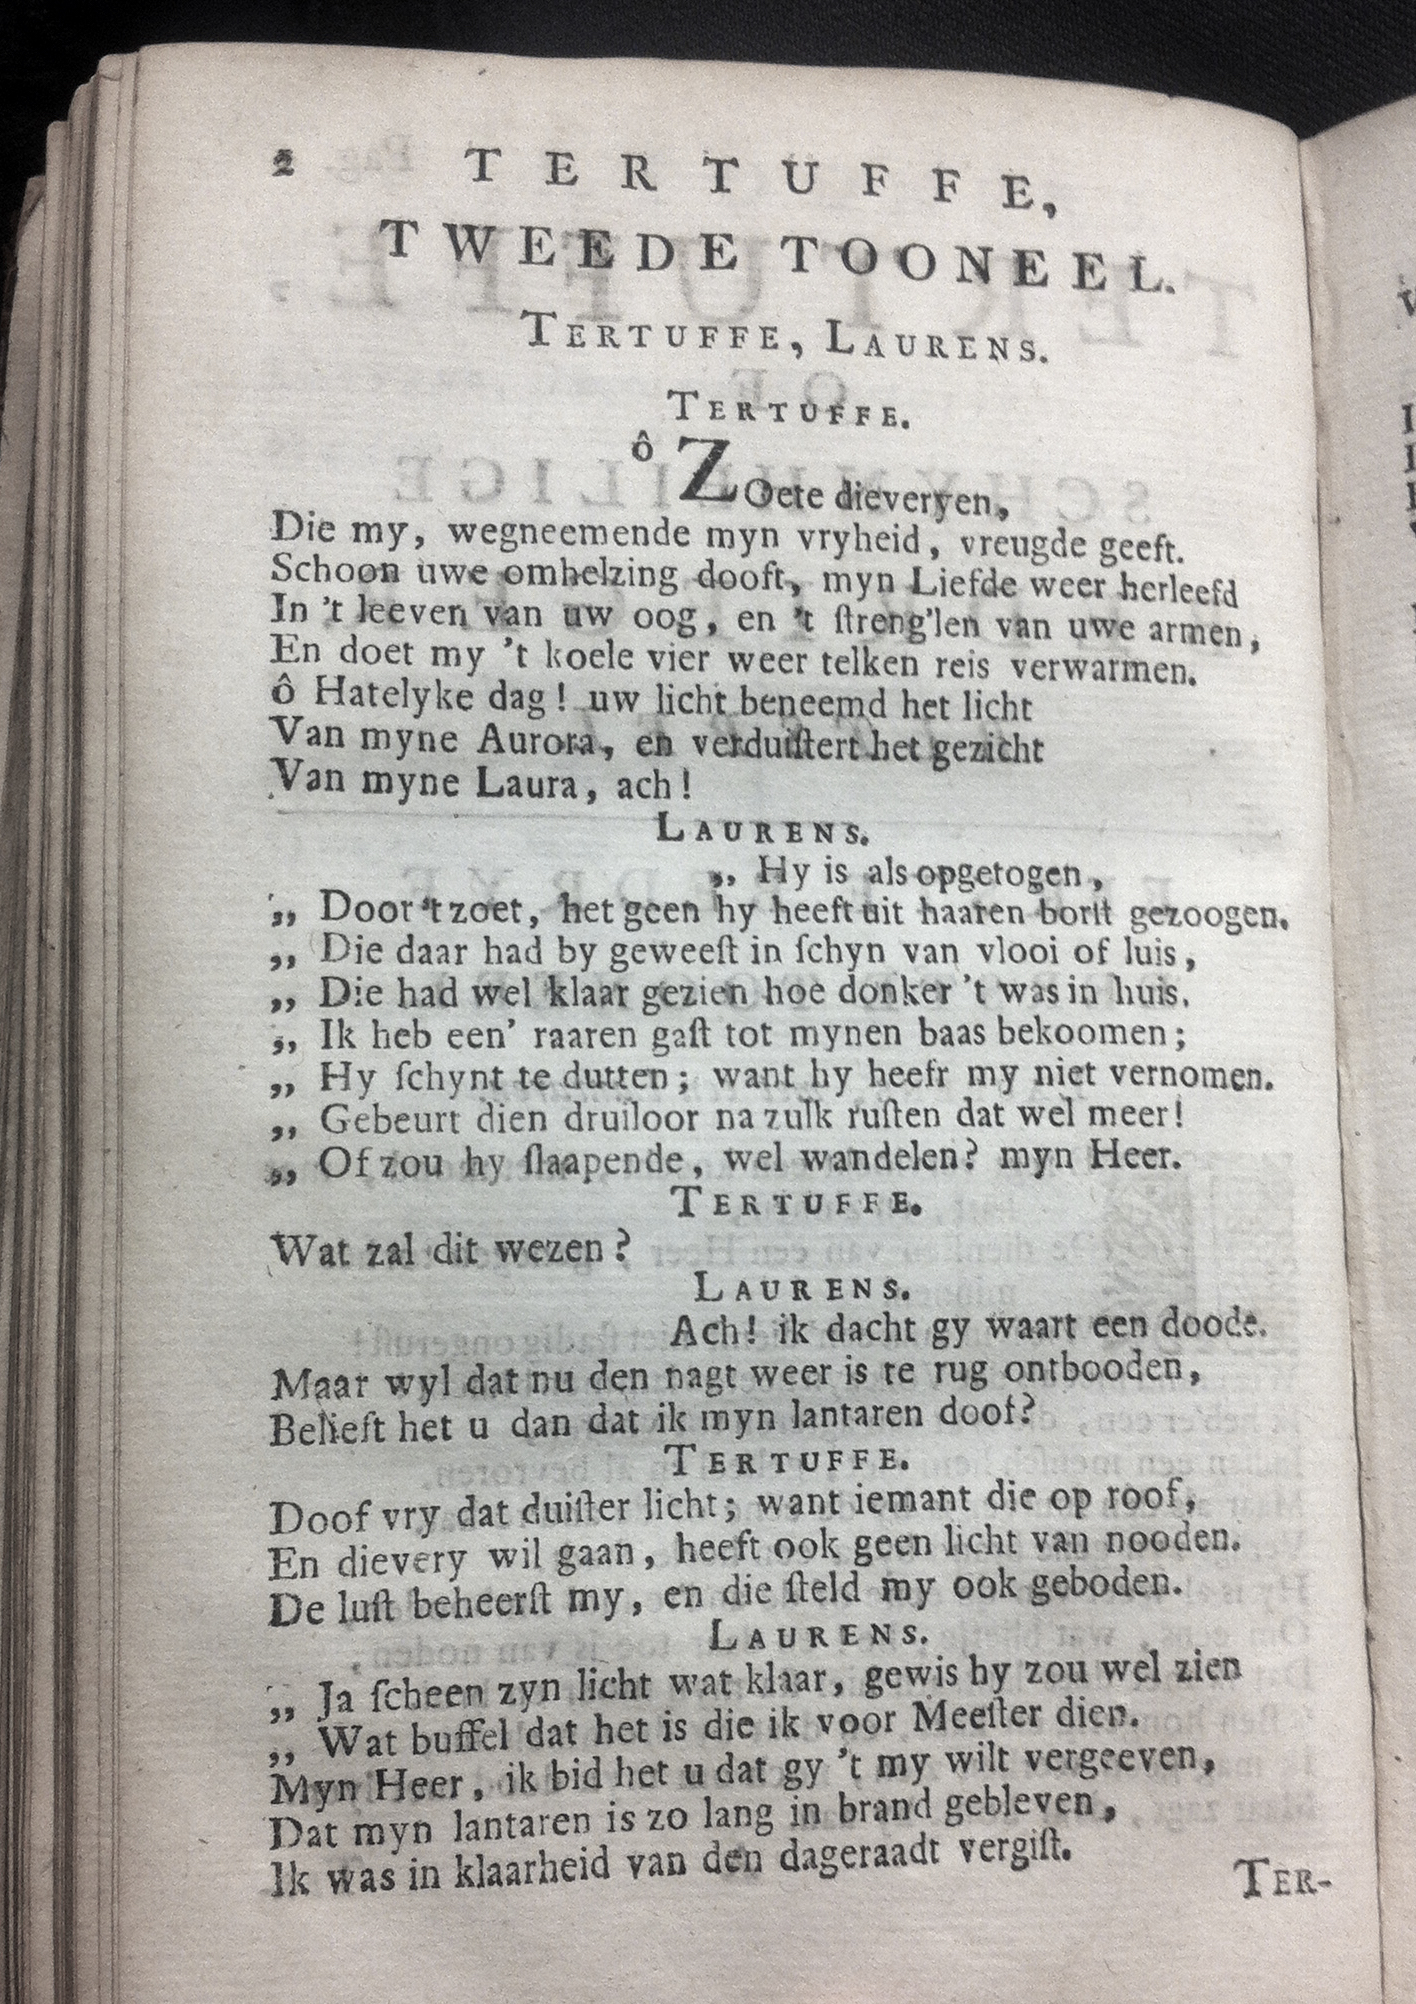 2 TERTUFFE,
TWEEDE TOONEEL.
TERTUFFE, LAURENS.
TERTUFFE.
ô ZOete dieveryen,
Die my, wegneemende myn vryheid, vreugde geeft.
Schoon uwe omhelzing dooft, myn Liefde weer herleefd
In 't leeven van uw oog, en 't ſtreng'len van uwe armen,
En doet my 't koele vier weer telken reis verwarmen.
ô Hatelyke dag! uw licht beneemd het licht
Van myne Aurora, en verduiſtert het gezicht
Van myne Laura, ach!
LAURENS.
„ Hy is als opgetogen,
„ Door 't zoet, het geen hy heeft uit haaren borſt gezoogen.
„ Die daar had by geweeſt in ſchyn van vlooi of luis,
„ Die had wel klaar gezien hoe donker 't was in huis.
„ Ik heb een' raaren gaſt tot mynen baas bekoomen;
„ Hy ſchynt te dutten; want hy heefr my niet vernomen.
„ Gebeurt dien druiloor na zulk ruſten dat wel meer!
„ Of zou hy ſlaapende, wel wandelen? myn Heer.
TERTUFFE.
Wat zal dit wezen?
LAURENS.
Ach! ik dacht gy waart een doode.
Maar wyl dat nu den nagt weer is te rug ontbooden,
Belieft het u dan dat ik myn lantaren doof?
TERTUFFE.
Doof vry dat duiſter licht; want iemant die op roof,
En dievery wil gaan, heeft ook geen licht van nooden.
De luſt beheerſt my, en die ſteld my ook geboden.
LAURENS.
„ Ja ſcheen zyn licht wat klaar, gewis hy zou wel zien
„ Wat buffel dat het is die ik voor Meeſter dien.
Myn Heer, ik bid het u dat gy 't my wilt vergeeven,
Dat myn lantaren is zo lang in brand gebleven,
Ik was in klaarheid van den dageraadt vergiſt.
TER-